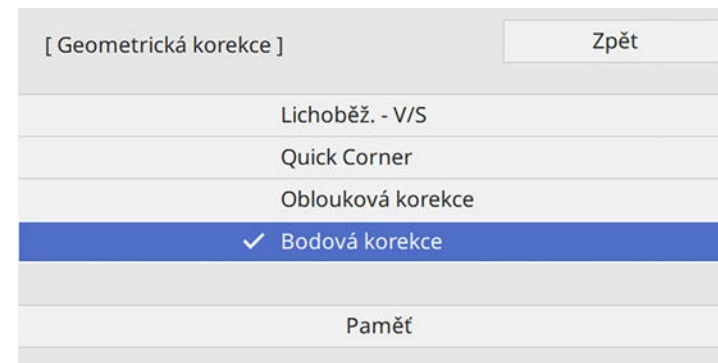 [ Geometrická korekce ]
Zpět
Lichoběž. - V/S
Quick Corner
Oblouková korekce
Bodová korekce
Paměť